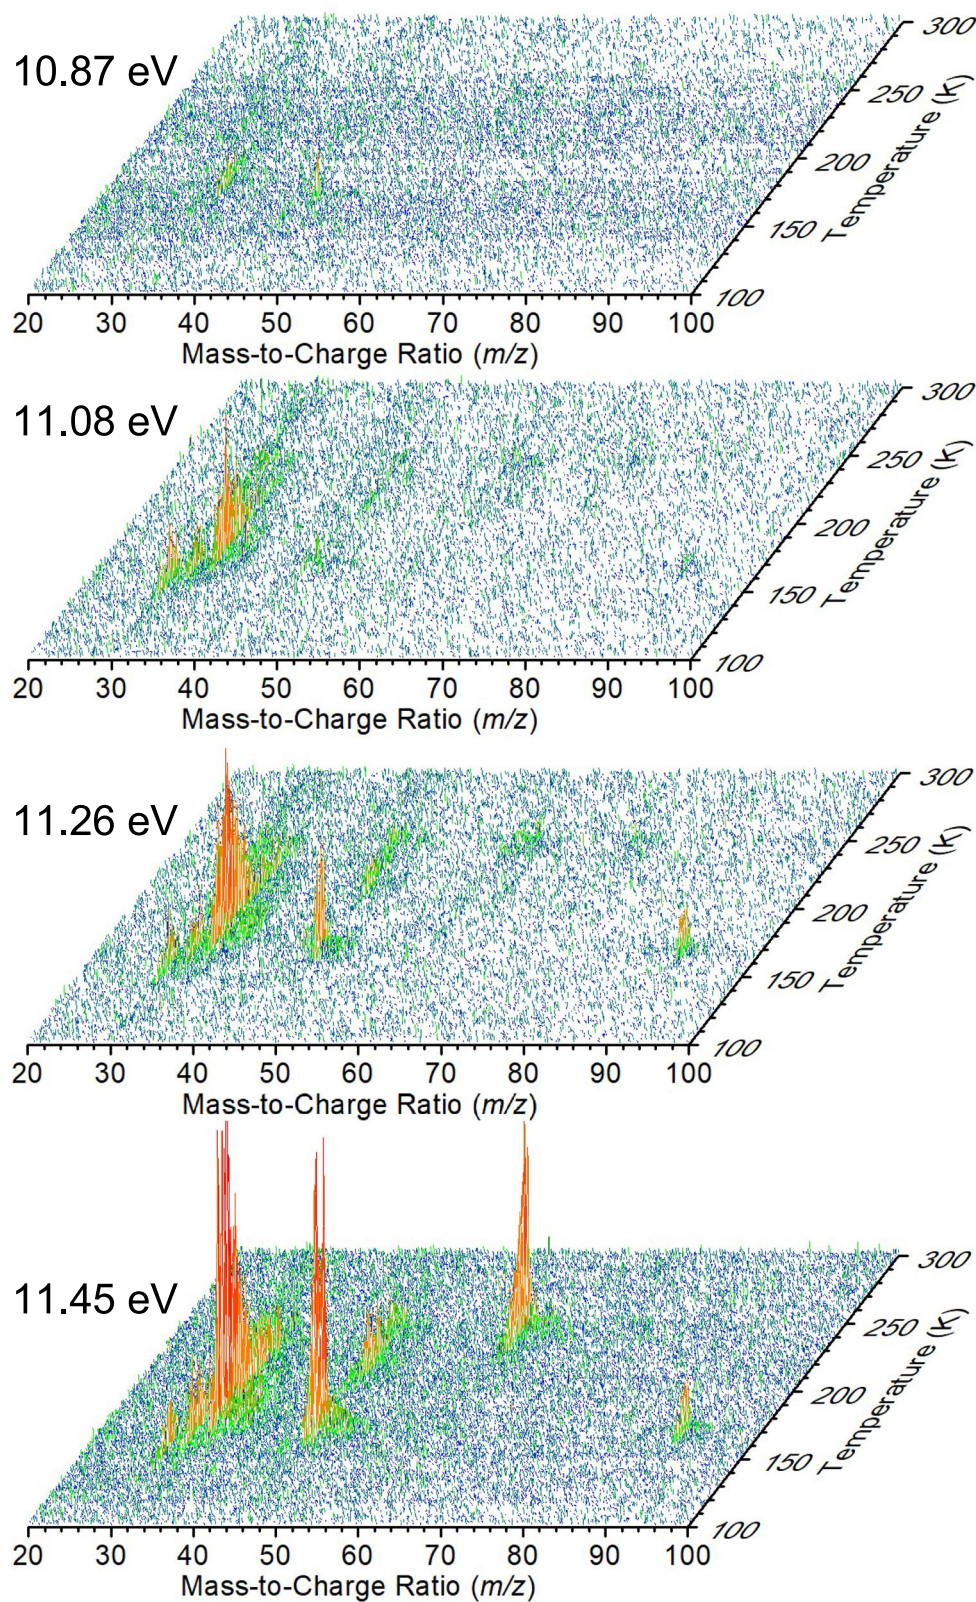 10.87 eV
300
250
200
150
100
Temperature (K)
20 30 40 50 60 70 80 90 100
Mass-to-Charge Ratio (m/z)
11.08 eV
300
250
200
150
100
Temperature (K)
20 30 40 50 60 70 80 90 100
Mass-to-Charge Ratio (m/z)
11.26 eV
300
250
200
150
100
Temperature (K)
20 30 40 50 60 70 80 90 100
Mass-to-Charge Ratio (m/z)
11.45 eV
300
250
200
150
100
Temperature (K)
20 30 40 50 60 70 80 90 100
Mass-to-Charge Ratio (m/z)